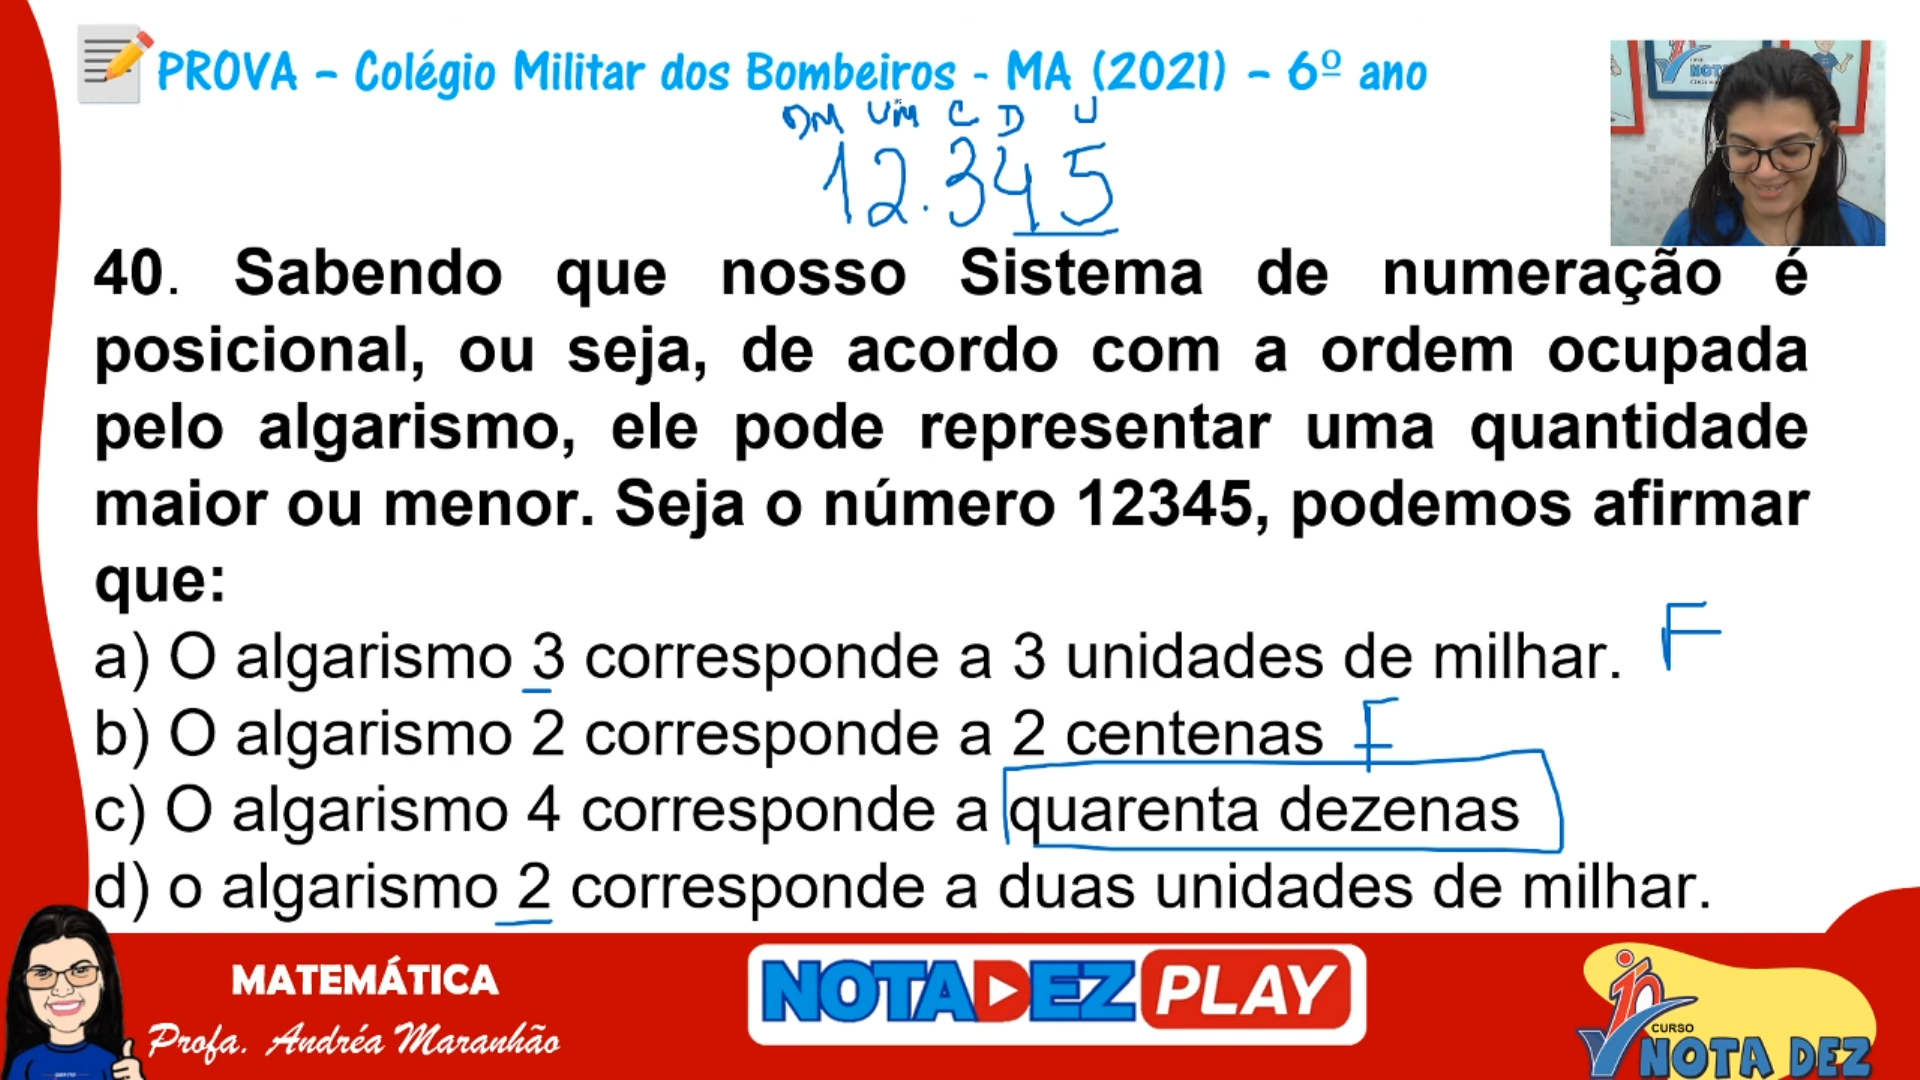 PROVA - Colégio Militar dos Bombeiros - MA (2021) - 6º ano
DM UM C D U
12.345
40. Sabendo que nosso Sistema de numeração é
posicional, ou seja, de acordo com a ordem ocupada
pelo algarismo, ele pode representar uma quantidade
maior ou menor. Seja o número 12345, podemos afirmar
que:
a) O algarismo 3 corresponde a 3 unidades de milhar. F
b) O algarismo 2 corresponde a 2 centenas F
c) O algarismo 4 corresponde a quarenta dezenas
d) o algarismo 2 corresponde a duas unidades de milhar.
MATEMÁTICA
Profa. Andréa Maranhão
NOTADEZ PLAY
CURSO
NOTA DEZ